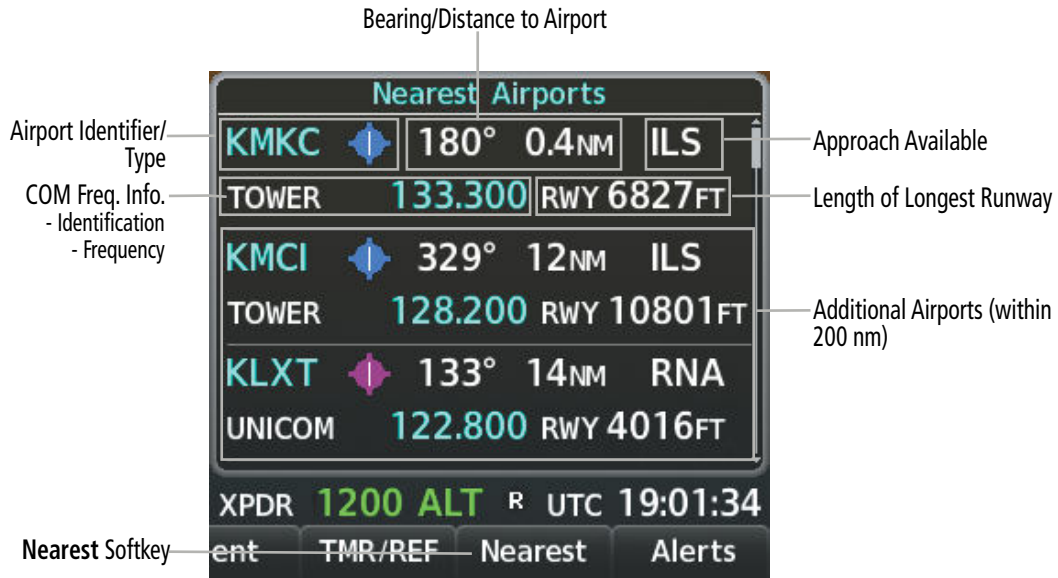 Bearing/Distance to Airport
Nearest Airports
Airport Identifier/
Type
KMKC 180° 0.4NM ILS
Approach Available
COM Freq. Info.
- Identification
- Frequency
TOWER 133.300 RWY 6827FT
Length of Longest Runway
KMCI 329° 12NM ILS
TOWER 128.200 RWY 10801FT
Additional Airports (within
200 nm)
KLXT 133° 14NM RNA
UNICOM 122.800 RWY 4016FT
XPDR 1200 ALT R UTC 19:01:34
Nearest Softkey
ent TMR/REF Nearest Alerts